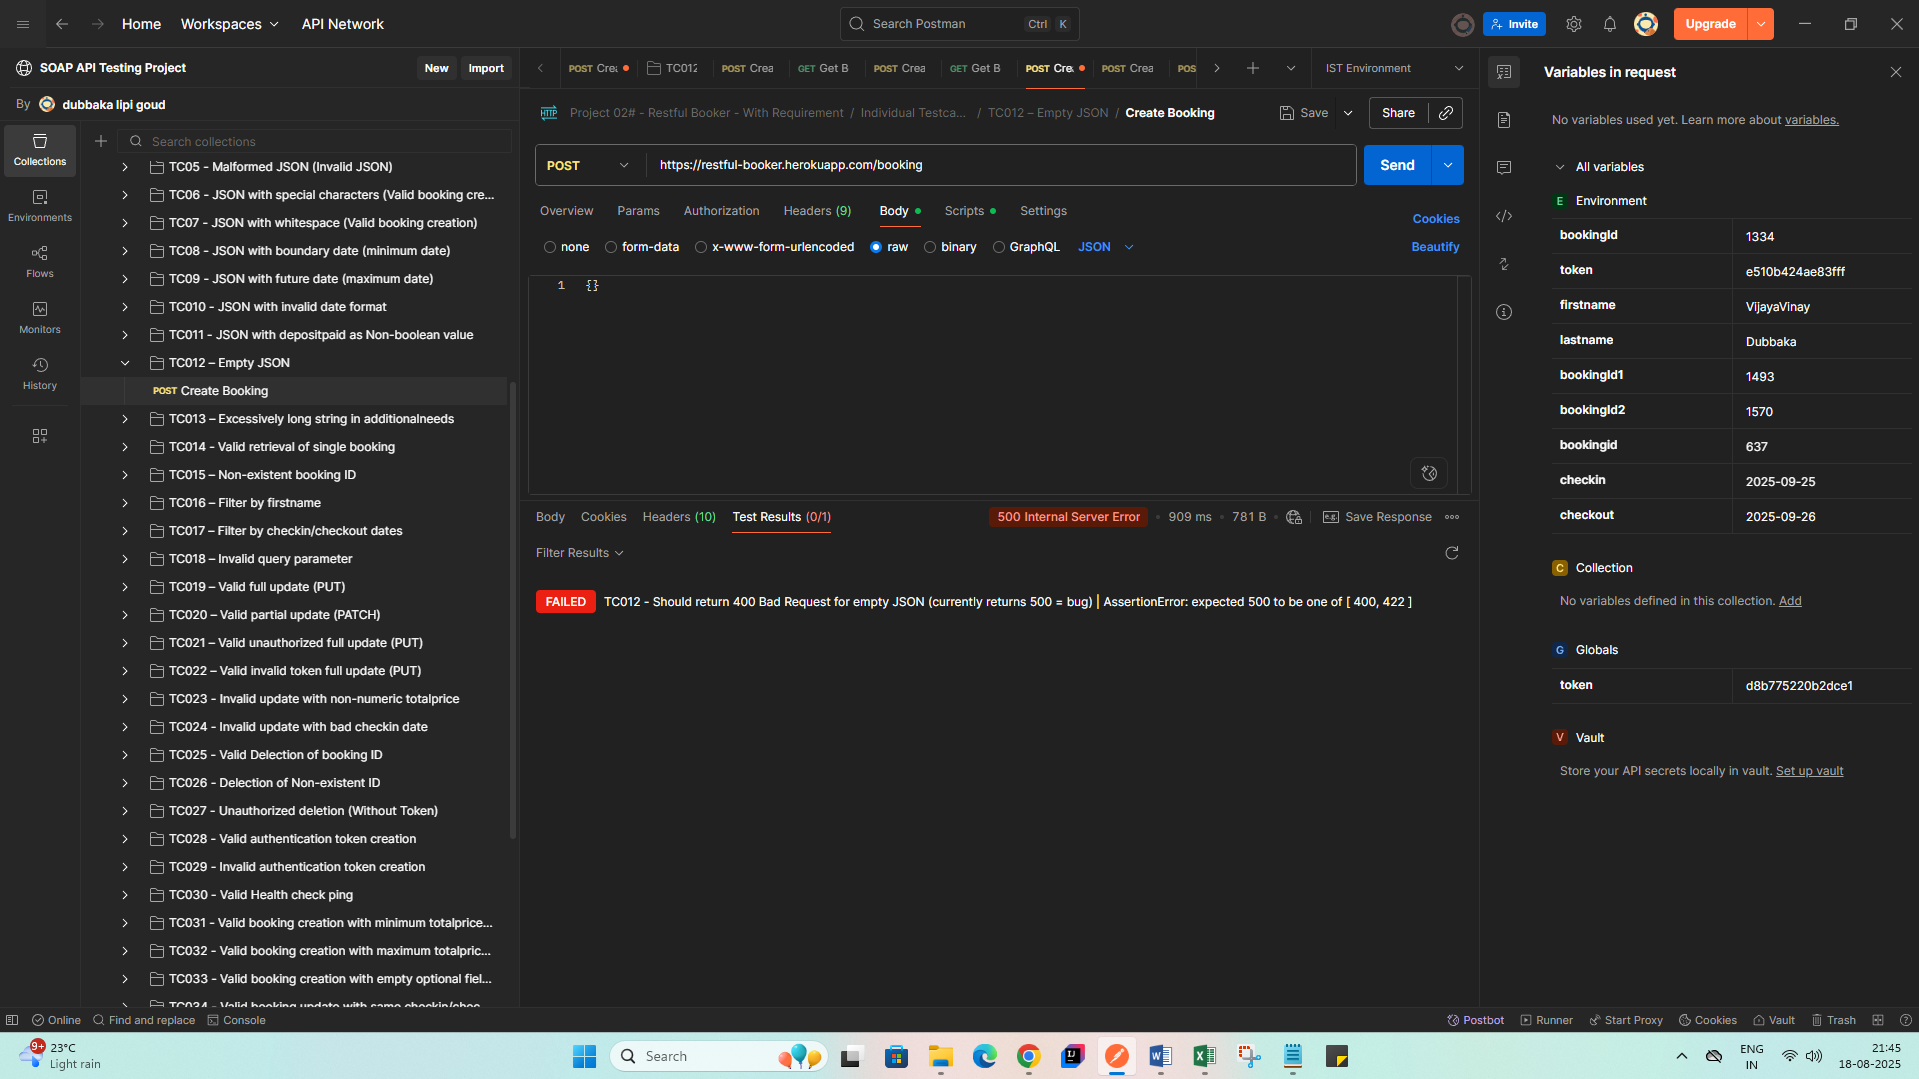 Home
Workspaces
API Network
Search Postman
Ctrl K
Invite
Upgrade
SOAP API Testing Project
New
Import
By dubbaka lipi goud
Collections
Environments
Flows
Monitors
History
Search collections
TC05 - Malformed JSON (Invalid JSON)
TC06 - JSON with special characters (Valid booking cre...
TC07 - JSON with whitespace (Valid booking creation)
TC08 - JSON with boundary date (minimum date)
TC09 - JSON with future date (maximum date)
TC010 - JSON with invalid date format
TC011 - JSON with depositpaid as Non-boolean value
TC012 – Empty JSON
POST Create Booking
TC013 – Excessively long string in additionalneeds
TC014 - Valid retrieval of single booking
TC015 – Non-existent booking ID
TC016 – Filter by firstname
TC017 – Filter by checkin/checkout dates
TC018 – Invalid query parameter
TC019 – Valid full update (PUT)
TC020 – Valid partial update (PATCH)
TC021 – Valid unauthorized full update (PUT)
TC022 – Valid invalid token full update (PUT)
TC023 - Invalid update with non-numeric totalprice
TC024 - Invalid update with bad checkin date
TC025 - Valid Delection of booking ID
TC026 - Delection of Non-existent ID
TC027 - Unauthorized deletion (Without Token)
TC028 - Valid authentication token creation
TC029 - Invalid authentication token creation
TC030 - Valid Health check ping
TC031 - Valid booking creation with minimum totalprice...
TC032 - Valid booking creation with maximum totalpric...
TC033 - Valid booking creation with empty optional fiel...
TC034 - Valid booking update with same checkin/chec
POST Crea
TC012
POST Crea
GET Get B
POST Crea
GET Get B
POST Crea
POST Crea
POS
IST Environment
HTTP
Project 02# - Restful Booker - With Requirement / Individual Testca... / TC012 – Empty JSON / Create Booking
Save
Share
POST
https://restful-booker.herokuapp.com/booking
Send
Overview
Params
Authorization
Headers (9)
Body
Scripts
Settings
Cookies
none
form-data
x-www-form-urlencoded
raw
binary
GraphQL
JSON
Beautify
1 {}
Body
Cookies
Headers (10)
Test Results (0/1)
500 Internal Server Error
909 ms
781 B
e.g. Save Response
Filter Results
FAILED TC012 - Should return 400 Bad Request for empty JSON (currently returns 500 = bug) | AssertionError: expected 500 to be one of [ 400, 422 ]
Variables in request
No variables used yet. Learn more about variables.
All variables
E Environment
bookingId 1334
token e510b424ae83fff
firstname VijayaVinay
lastname Dubbaka
bookingId1 1493
bookingId2 1570
bookingid 637
checkin 2025-09-25
checkout 2025-09-26
C Collection
No variables defined in this collection. Add
G Globals
token d8b775220b2dce1
V Vault
Store your API secrets locally in vault. Set up vault
Online
Find and replace
Console
Postbot
Runner
Start Proxy
Cookies
Vault
Trash
9+
23°C
Light rain
Search
ENG
IN
21:45
18-08-2025